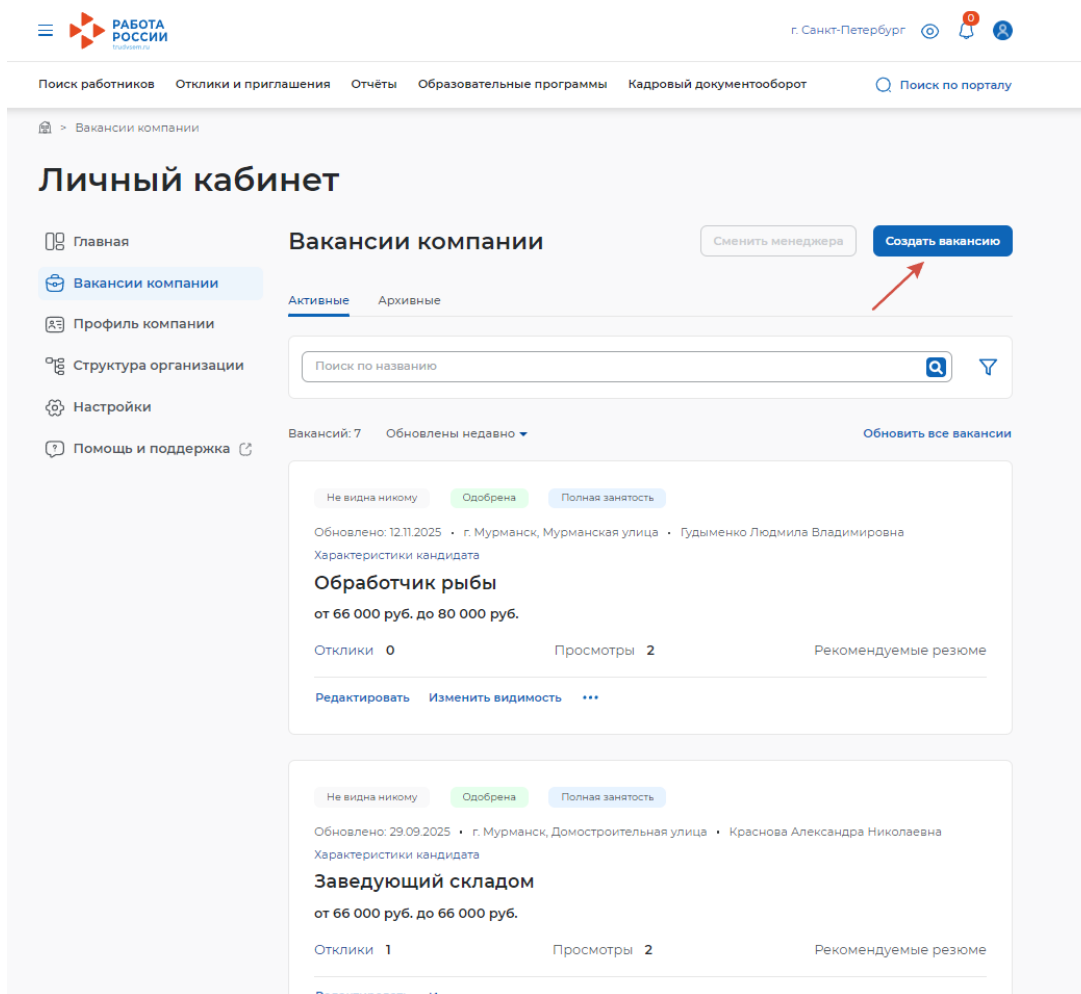 РАБОТА
РОССИИ
trudvsem.ru
г. Санкт-Петербург
0
Поиск работников Отклики и приглашения Отчёты Образовательные программы Кадровый документооборот Поиск по порталу
> Вакансии компании
Личный кабинет
Главная
Вакансии компании
Профиль компании
Структура организации
Настройки
Помощь и поддержка
Вакансии компании
Сменить менеджера Создать вакансию
Активные Архивные
Поиск по названию
Вакансий: 7 Обновлены недавно Обновить все вакансии
Не видна никому Одобрена Полная занятость
Обновлено: 12.11.2025 • г. Мурманск, Мурманская улица • Гудыменко Людмила Владимировна
Характеристики кандидата
Обработчик рыбы
от 66 000 руб. до 80 000 руб.
Отклики 0 Просмотры 2 Рекомендуемые резюме
Редактировать Изменить видимость •••
Не видна никому Одобрена Полная занятость
Обновлено: 29.09.2025 • г. Мурманск, Домостроительная улица • Краснова Александра Николаевна
Характеристики кандидата
Заведующий складом
от 66 000 руб. до 66 000 руб.
Отклики 1 Просмотры 2 Рекомендуемые резюме